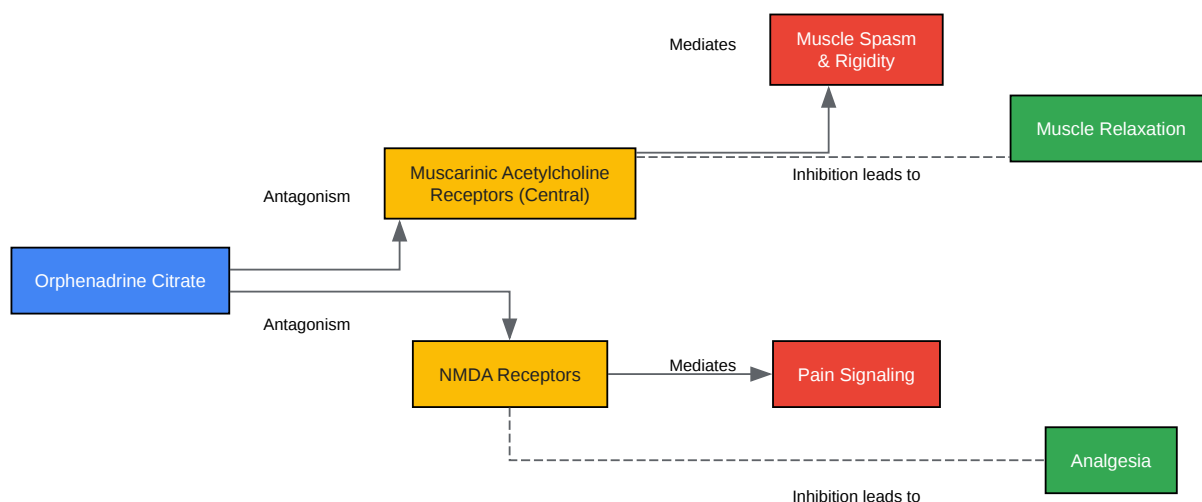 Mediates
Muscle Spasm
& Rigidity
Muscle Relaxation
Inhibition leads to
Muscarinic Acetylcholine
Receptors (Central)
Antagonism
Orphenadrine Citrate
Antagonism
NMDA Receptors
Mediates
Pain Signaling
Analgesia
Inhibition leads to